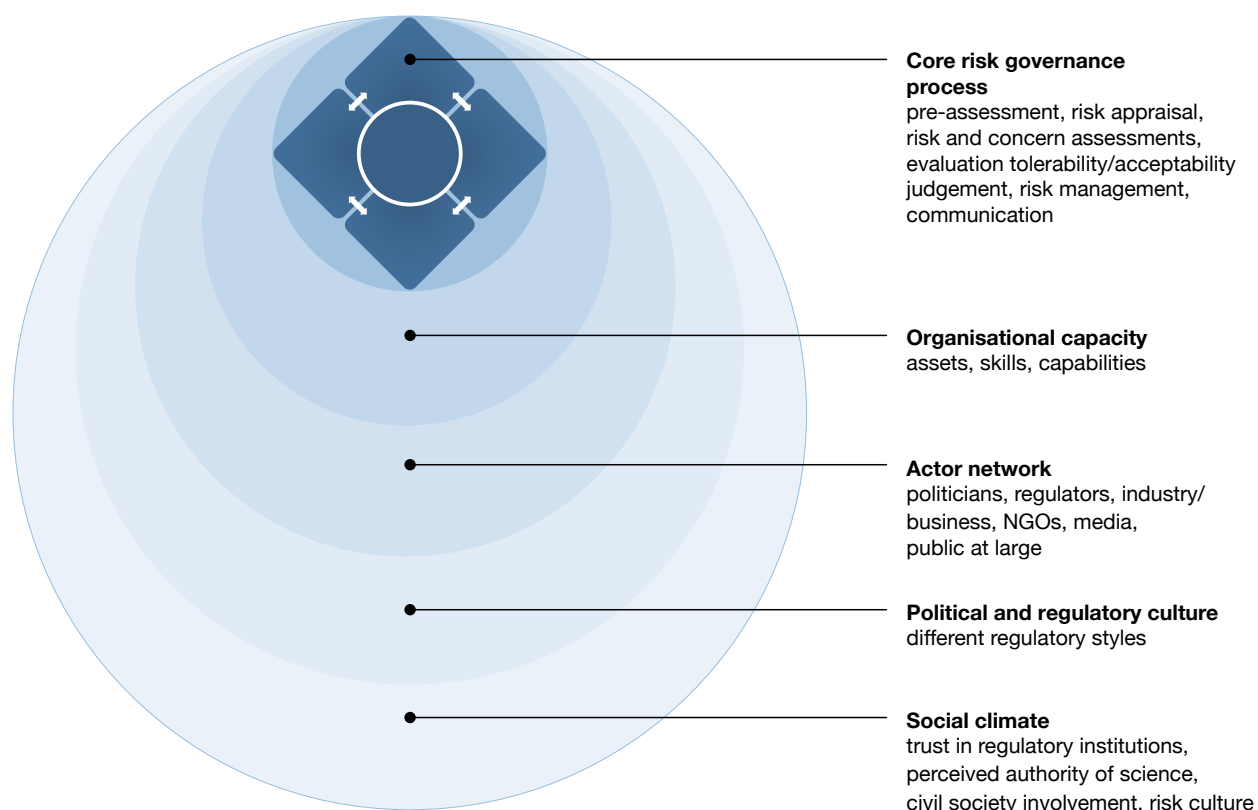 Core risk governance
process
pre-assessment, risk appraisal,
risk and concern assessments,
evaluation tolerability/acceptability
judgement, risk management,
communication
Organisational capacity
assets, skills, capabilities
Actor network
politicians, regulators, industry/
business, NGOs, media,
public at large
Political and regulatory culture
different regulatory styles
Social climate
trust in regulatory institutions,
perceived authority of science,
civil society involvement, risk culture